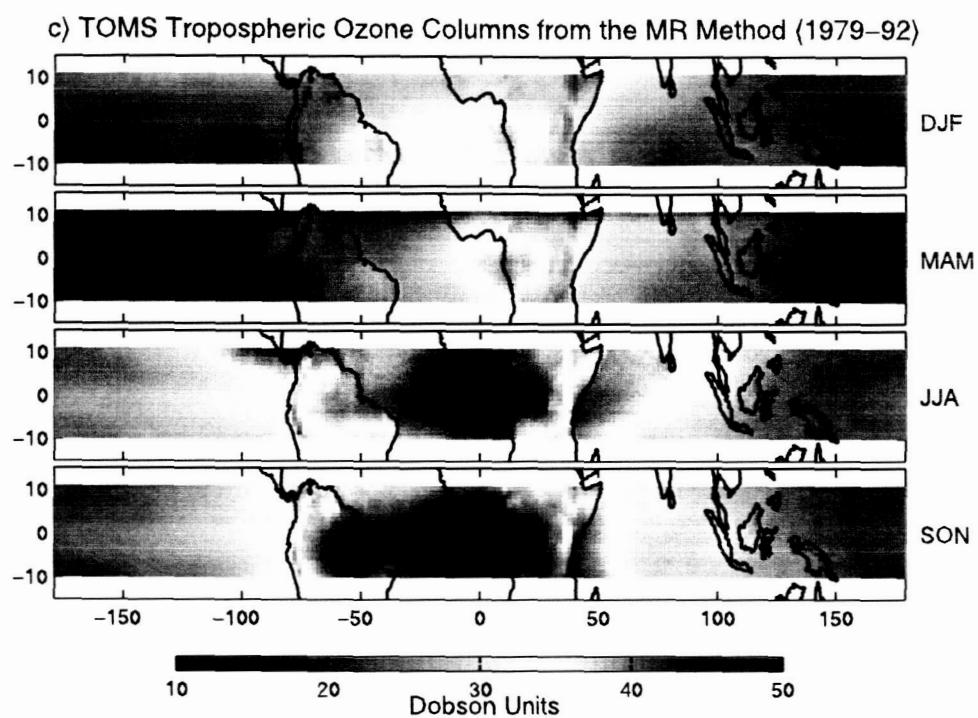 c) TOMS Tropospheric Ozone Columns from the MR Method (1979–92)
10
0
−10
DJF
10
0
−10
MAM
10
0
−10
JJA
10
0
−10
SON
−150 −100 −50 0 50 100 150
10 20 30 40 50
Dobson Units